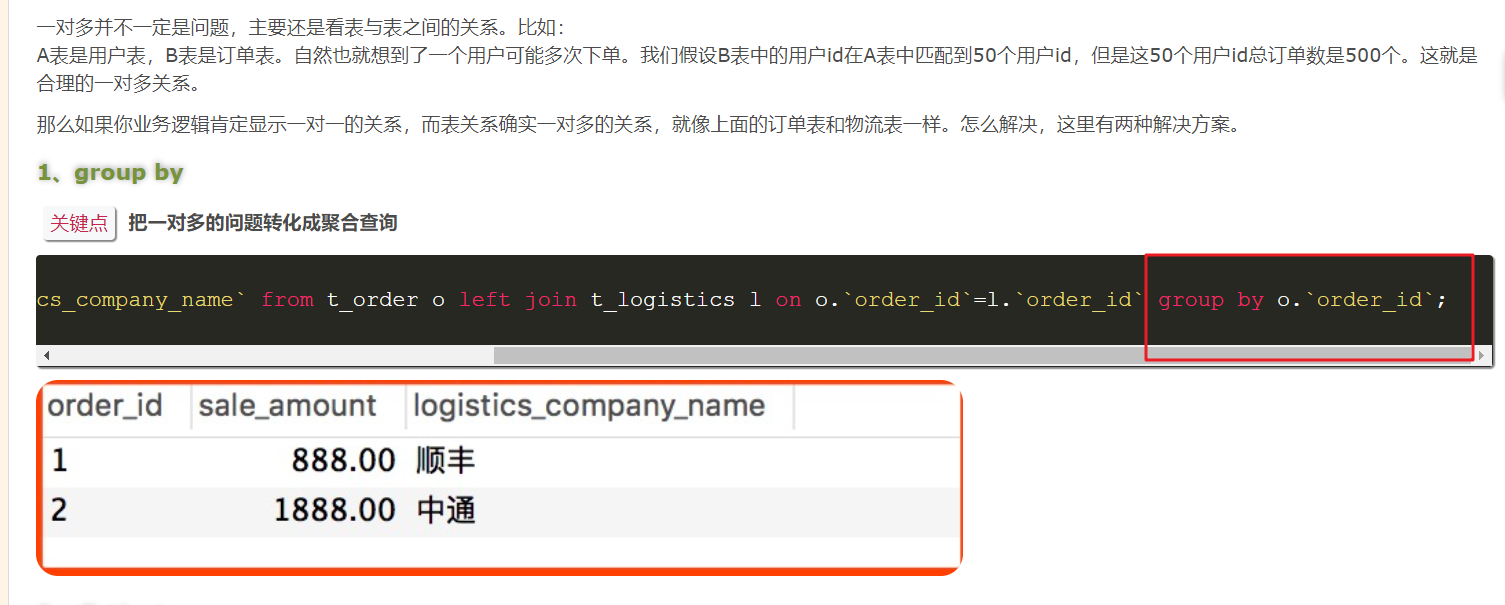 一对多并不一定是问题，主要还是看表与表之间的关系。比如：
A表是用户表，B表是订单表。自然也就想到了一个用户可能多次下单。我们假设B表中的用户id在A表中匹配到50个用户id，但是这50个用户id总订单数是500个。这就是
合理的一对多关系。
那么如果你业务逻辑肯定显示一对一的关系，而表关系确实一对多的关系，就像上面的订单表和物流表一样。怎么解决，这里有两种解决方案。
1、group by
关键点 把一对多的问题转化成聚合查询
cs_company_name` from t_order o left join t_logistics l on o.`order_id`=l.`order_id` group by o.`order_id`;
order_id sale_amount logistics_company_name
1 888.00 顺丰
2 1888.00 中通